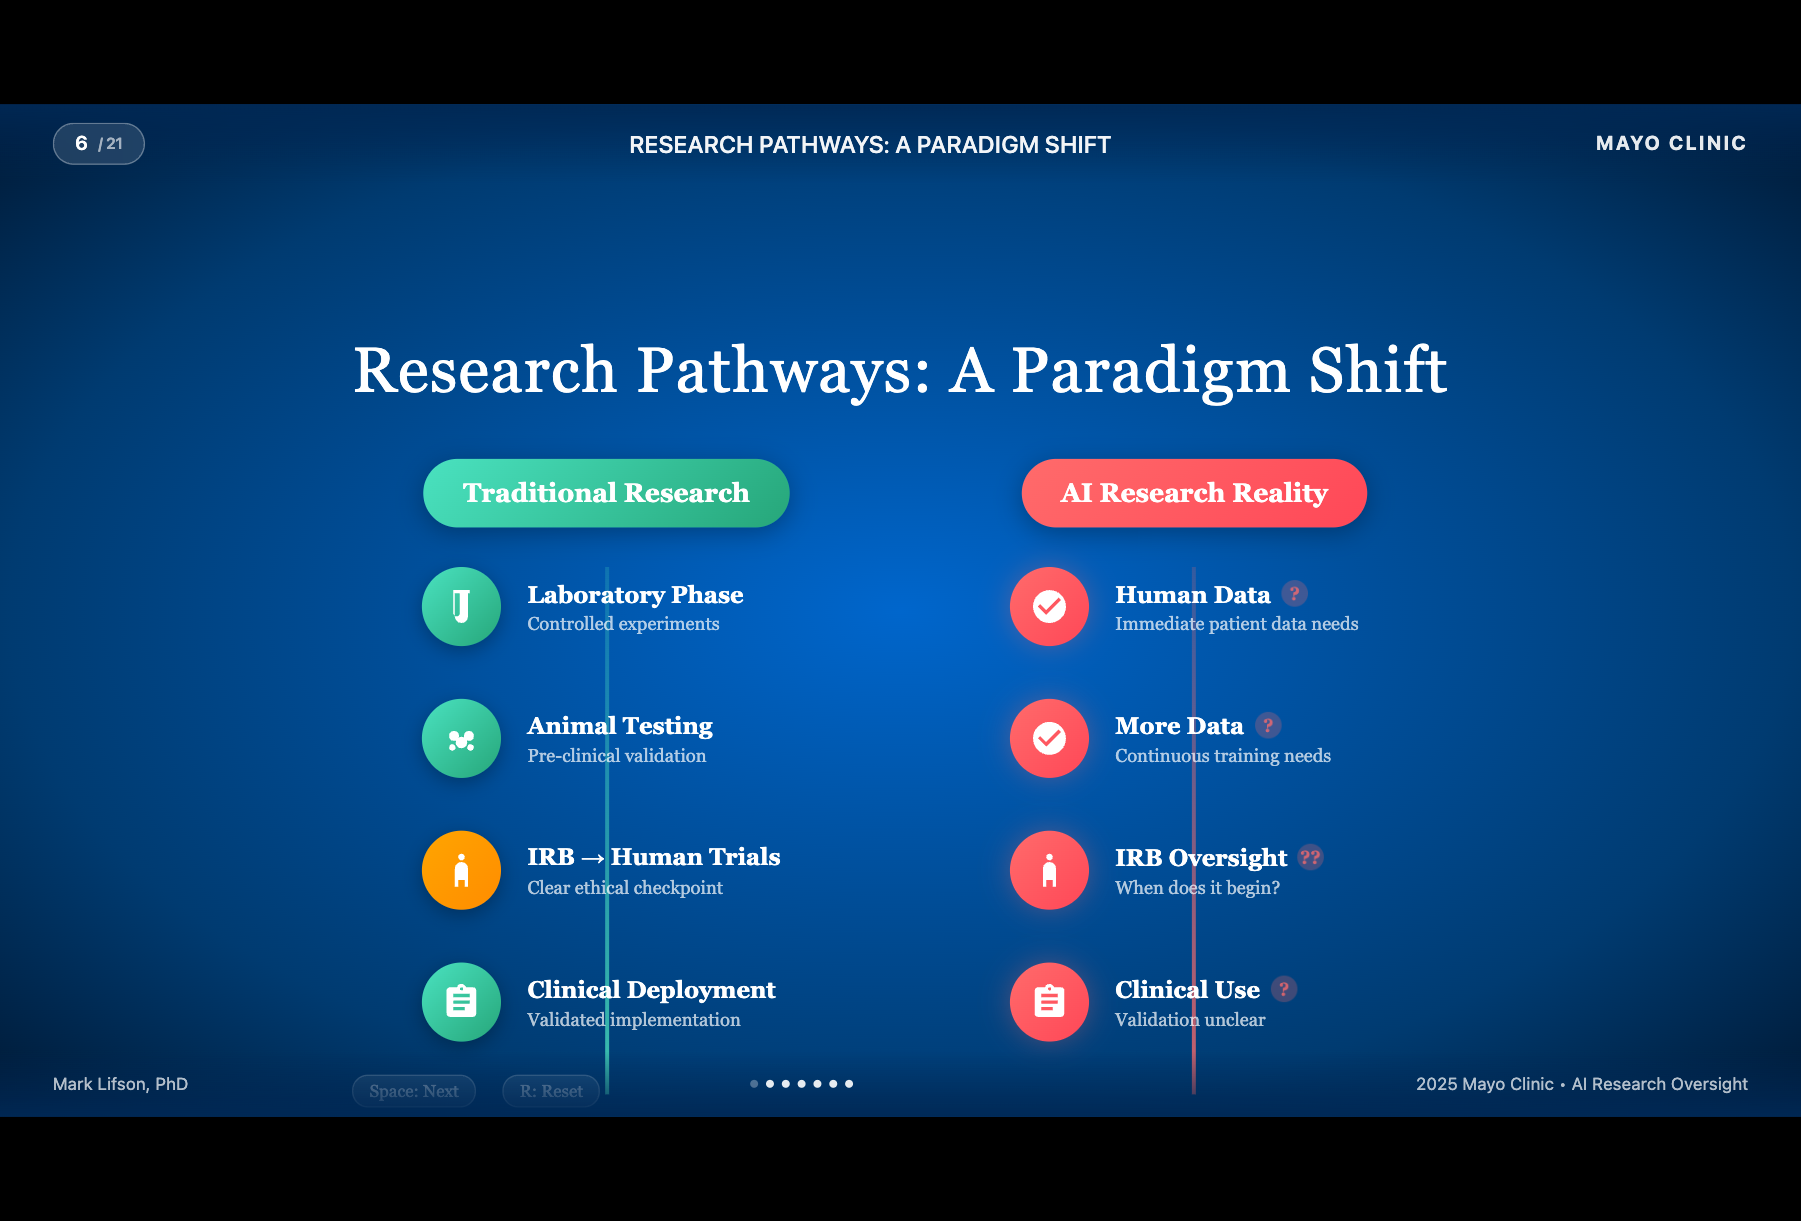 6 / 21
RESEARCH PATHWAYS: A PARADIGM SHIFT
MAYO CLINIC
Research Pathways: A Paradigm Shift
Traditional Research
Laboratory Phase
Controlled experiments
Animal Testing
Pre-clinical validation
IRB → Human Trials
Clear ethical checkpoint
Clinical Deployment
Validated implementation
AI Research Reality
Human Data ?
Immediate patient data needs
More Data ?
Continuous training needs
IRB Oversight ??
When does it begin?
Clinical Use ?
Validation unclear
Mark Lifson, PhD
Space: Next
R: Reset
2025 Mayo Clinic • AI Research Oversight